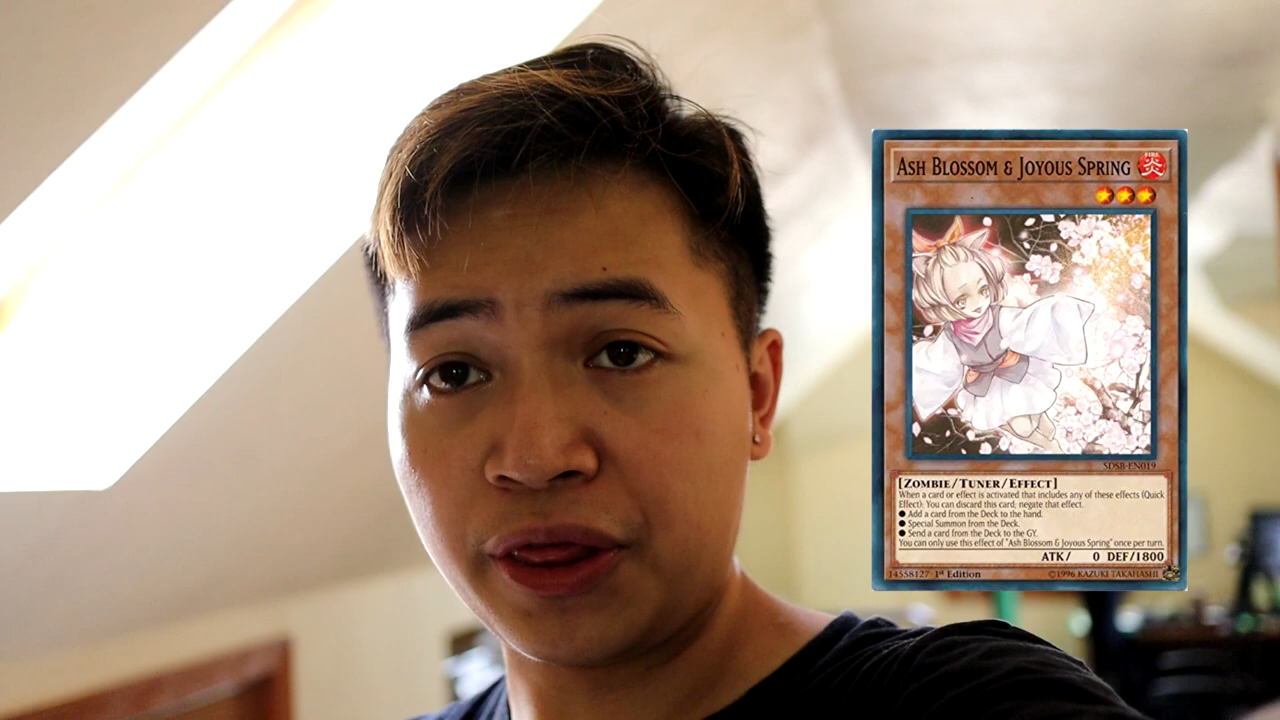 ASH BLOSSOM & JOYOUS SPRING
FIRE
炎
SDSB-EN019
[ZOMBIE/TUNER/EFFECT]
When a card or effect is activated that includes any of these effects (Quick
Effect): You can discard this card; negate that effect.
● Add a card from the Deck to the hand.
● Special Summon from the Deck.
● Send a card from the Deck to the GY.
You can only use this effect of "Ash Blossom & Joyous Spring" once per turn.
ATK/ 0 DEF/1800
14558127 1st Edition ©1996 KAZUKI TAKAHASHI